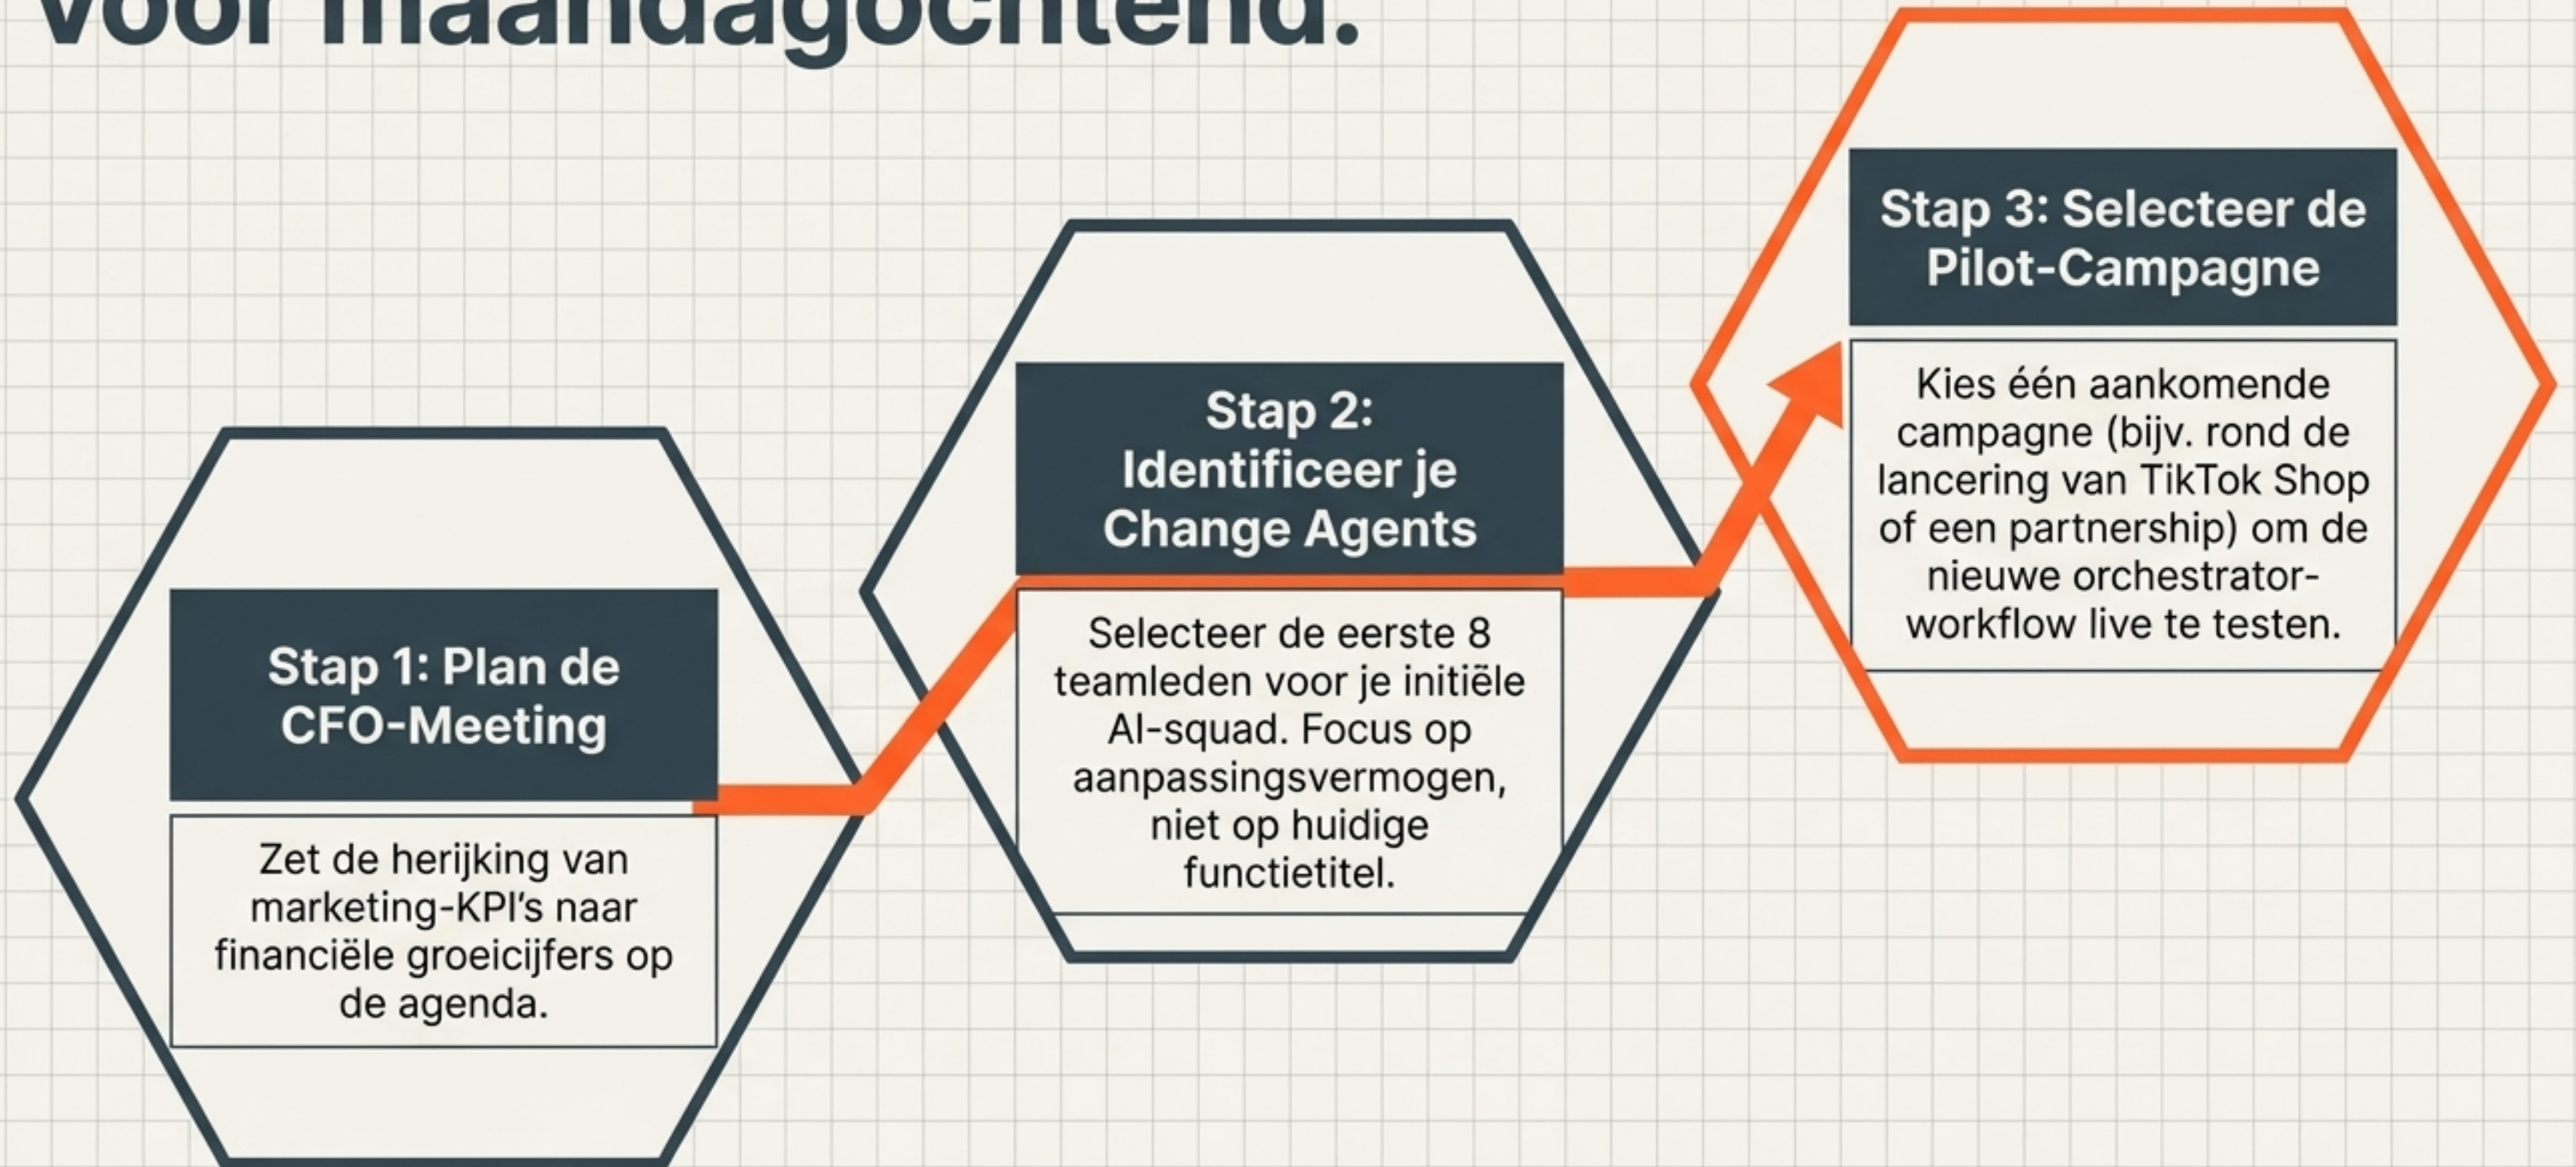 voor maandagochtend.
Stap 1: Plan de
CFO-Meeting
Zet de herijking van
marketing-KPI's naar
financiële groeicijfers op
de agenda.
Stap 2:
Identificeer je
Change Agents
Selecteer de eerste 8
teamleden voor je initiële
AI-squad. Focus op
aanpassingsvermogen,
niet op huidige
functietitel.
Stap 3: Selecteer de
Pilot-Campagne
Kies één aankomende
campagne (bijv. rond de
lancering van TikTok Shop
of een partnership) om de
nieuwe orchestrator-
workflow live te testen.